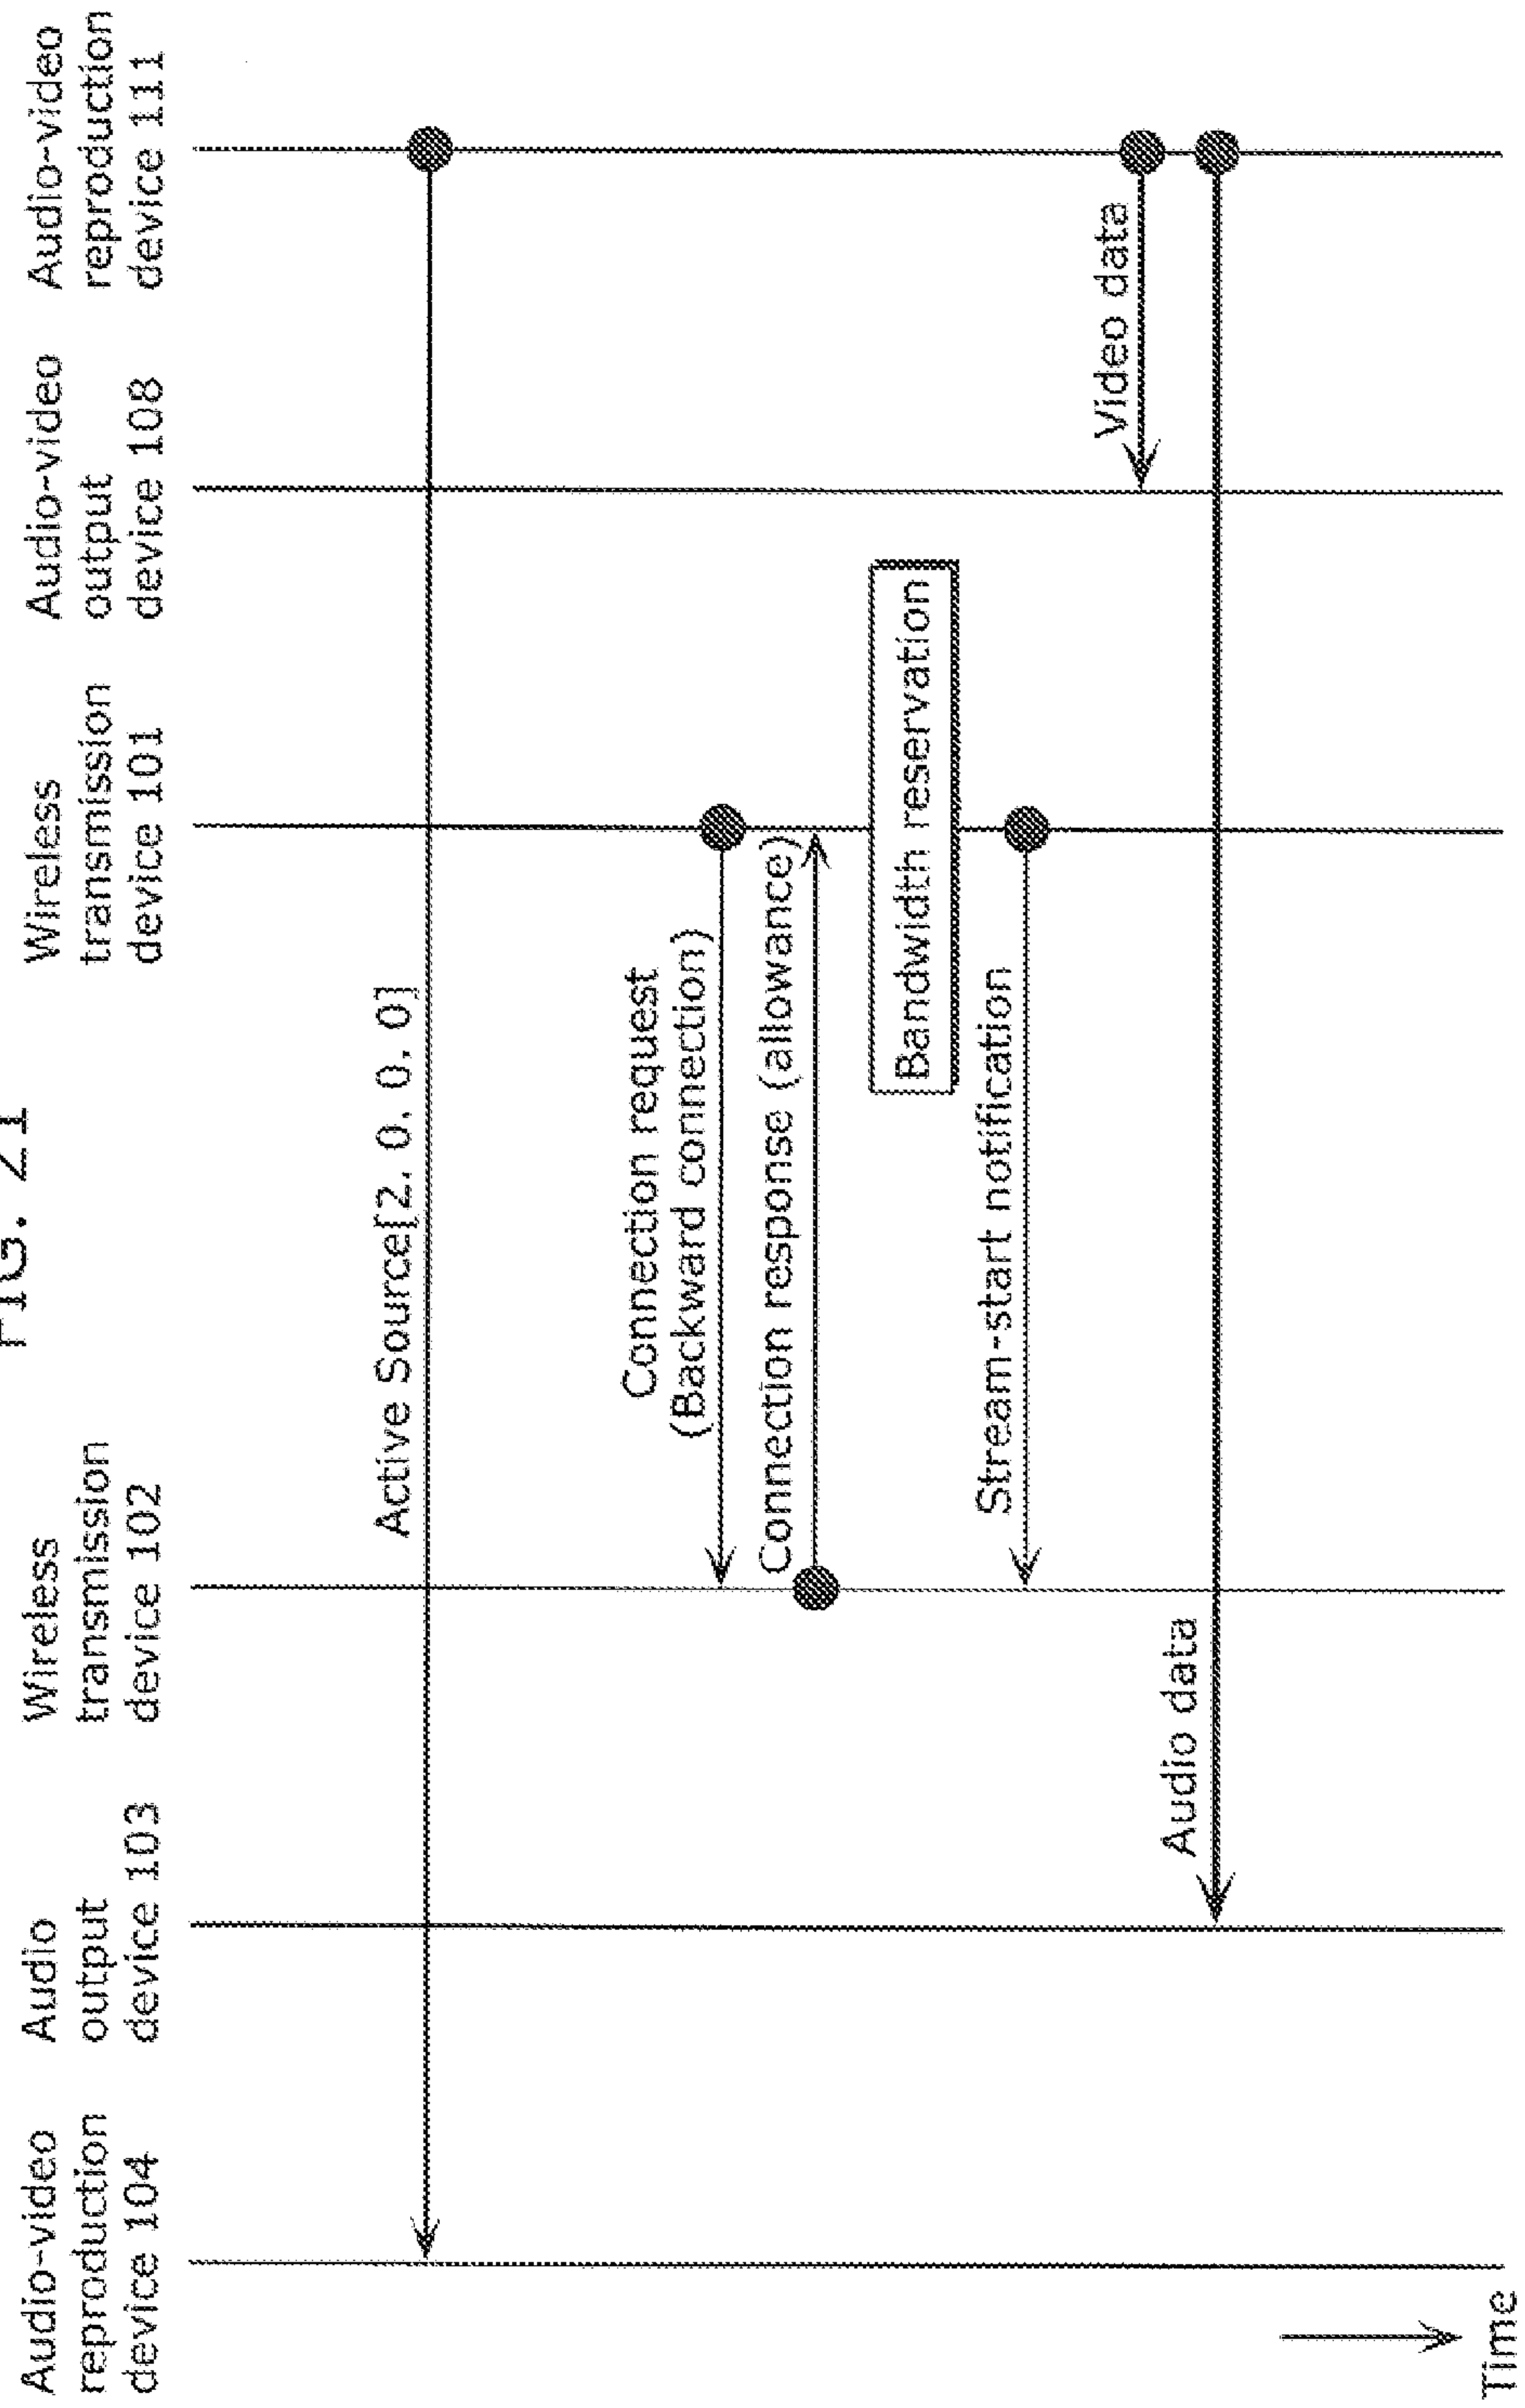 FIG. 21
Audio-video
reproduction
device 104
Audio
output
device 103
Wireless
transmission
device 102
Wireless
transmission
device 101
Audio-video
output
device 108
Audio-video
reproduction
device 111
Active Source[2. 0. 0. 0]
Connection request
(Backward connection)
Connection response (allowance)
Bandwidth reservation
Stream-start notification
Video data
Audio data
Time